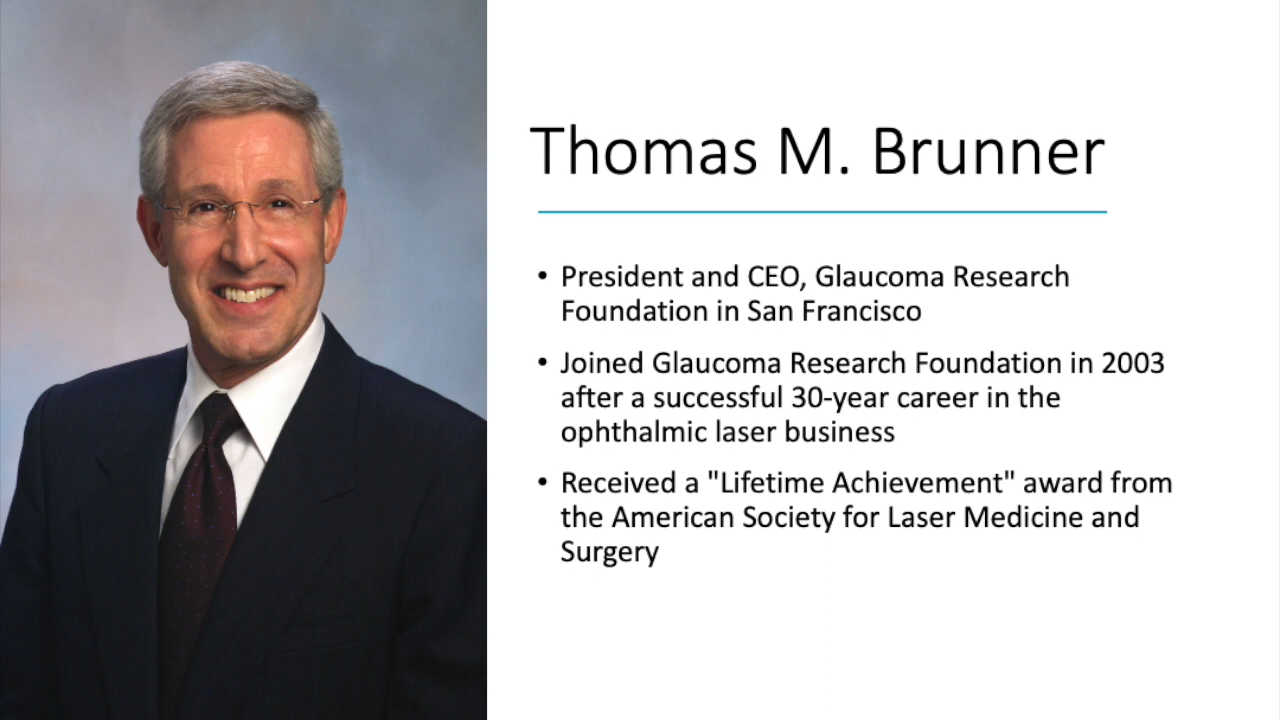 Thomas M. Brunner
• President and CEO, Glaucoma Research
Foundation in San Francisco
• Joined Glaucoma Research Foundation in 2003
after a successful 30-year career in the
ophthalmic laser business
• Received a "Lifetime Achievement" award from
the American Society for Laser Medicine and
Surgery